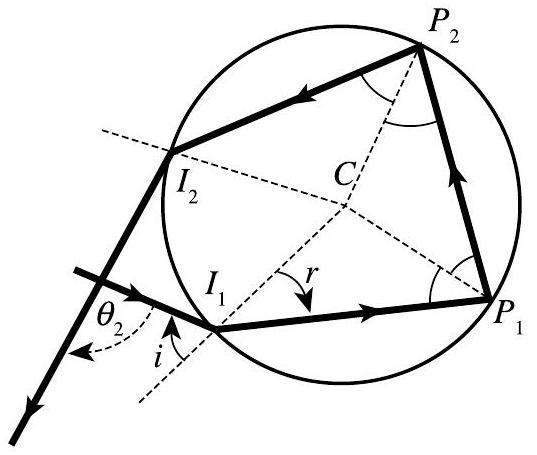 P₂
I₂
C
I₁
r
P₁
θ₂
i